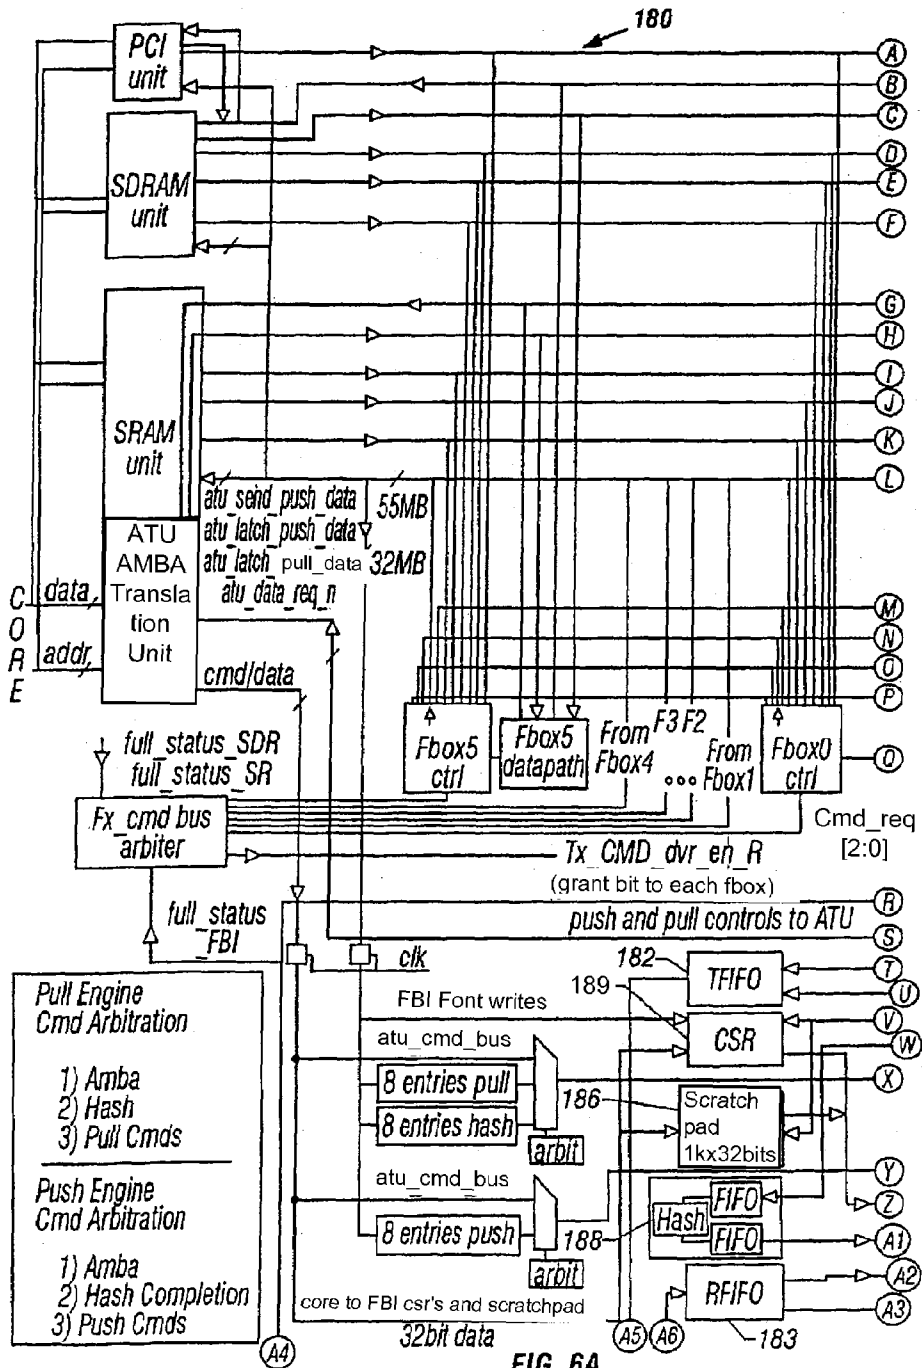 180
PCI
unit
A
B
C
SDRAM
unit
D
E
F
G
H
I
J
K
L
SRAM
unit
atu_send_push_data
55MB
atu_latch_push_data
atu_latch_pull_data 32MB
atu_data_req_n
ATU
AMBA
Transla
tion
Unit
CORE
data
addr
cmd/data
M
N
O
P
Q
full_status_SDR
full_status_SR
Fx_cmd bus
arbiter
Fbox5
ctrl
Fbox5
datapath
From
Fbox4
F3 F2
From
Fbox1
Fbox0
ctrl
Cmd_req
[2:0]
Tx_CMD_dvr_en_R
(grant bit to each fbox)
R
full_status
_FBI
push and pull controls to ATU
S
clk
182
TFIFO
T
U
189
FBI Font writes
CSR
V
W
atu_cmd_bus
8 entries pull
X
8 entries hash
arbit
186
Scratch
pad
1kx32bits
atu_cmd_bus
8 entries push
arbit
Y
Z
188
Hash
FIFO
FIFO
A1
RFIFO
A2
A3
183
core to FBI csr's and scratchpad
32bit data
A4
A5
A6
Pull Engine
Cmd Arbitration
1) Amba
2) Hash
3) Pull Cmds
Push Engine
Cmd Arbitration
1) Amba
2) Hash Completion
3) Push Cmds
FIG. 6A